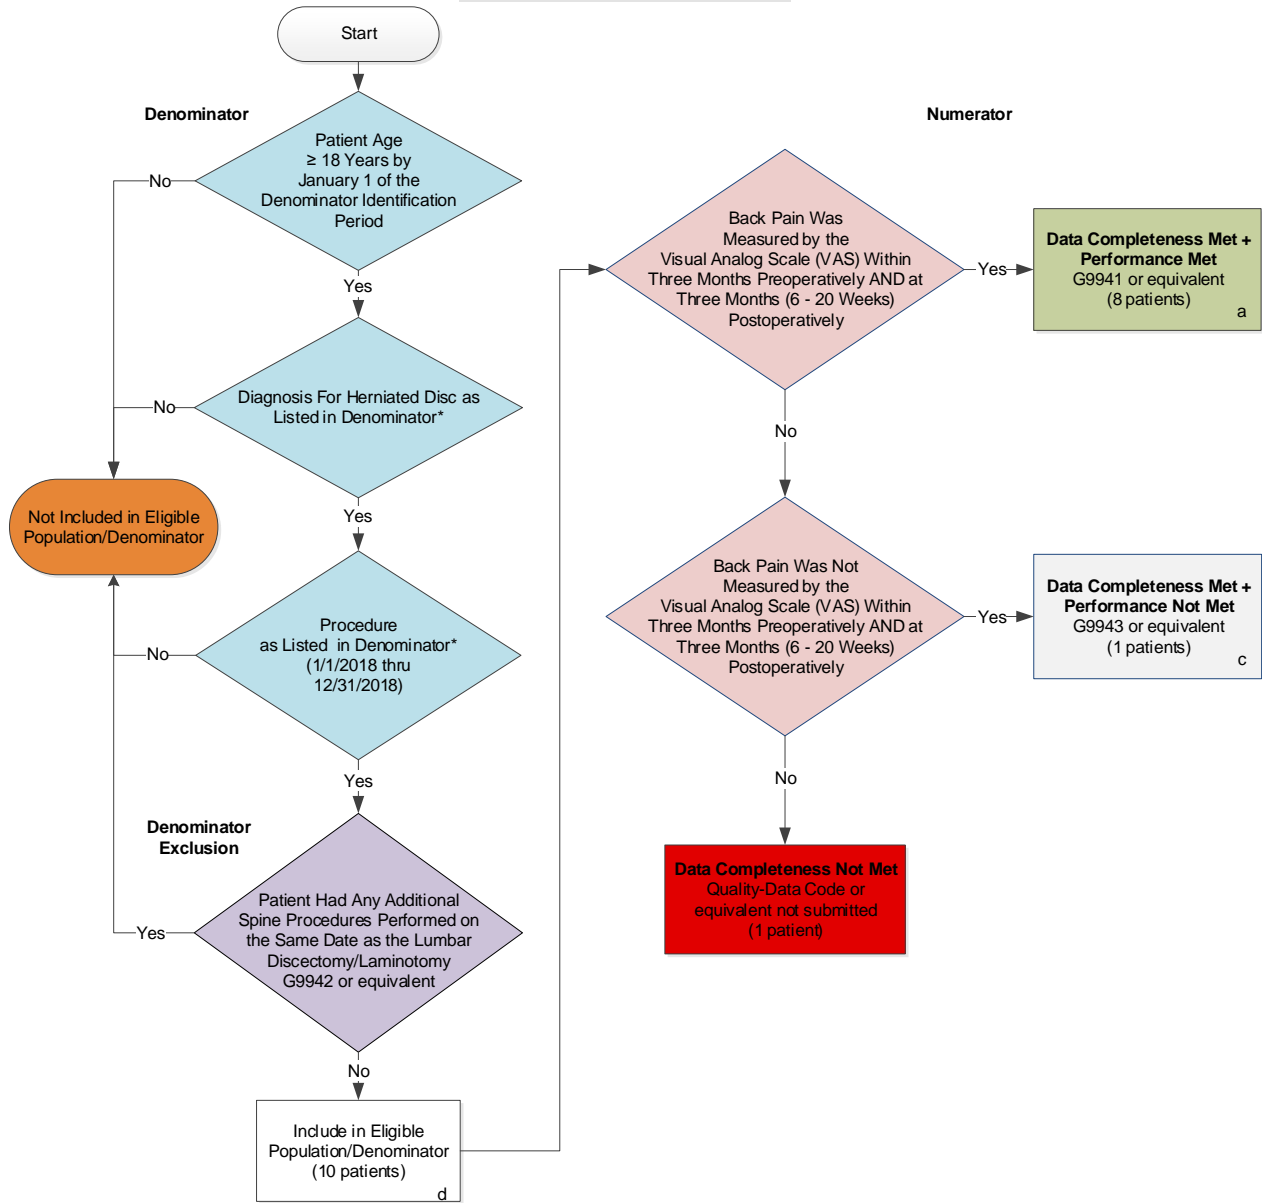 Start
Denominator
Patient Age
≥ 18 Years by
January 1 of the
Denominator Identification
Period
No
Yes
Diagnosis For Herniated Disc as
Listed in Denominator*
No
Yes
Not Included in Eligible
Population/Denominator
Procedure
as Listed in Denominator*
(1/1/2018 thru
12/31/2018)
No
Yes
Denominator
Exclusion
Patient Had Any Additional
Spine Procedures Performed on
the Same Date as the Lumbar
Discectomy/Laminotomy
G9942 or equivalent
Yes
No
Include in Eligible
Population/Denominator
(10 patients)
d
Numerator
Back Pain Was
Measured by the
Visual Analog Scale (VAS) Within
Three Months Preoperatively AND at
Three Months (6 - 20 Weeks)
Postoperatively
Yes
Data Completeness Met +
Performance Met
G9941 or equivalent
(8 patients)
a
No
Back Pain Was Not
Measured by the
Visual Analog Scale (VAS) Within
Three Months Preoperatively AND at
Three Months (6 - 20 Weeks)
Postoperatively
Yes
Data Completeness Met +
Performance Not Met
G9943 or equivalent
(1 patients)
c
No
Data Completeness Not Met
Quality-Data Code or
equivalent not submitted
(1 patient)